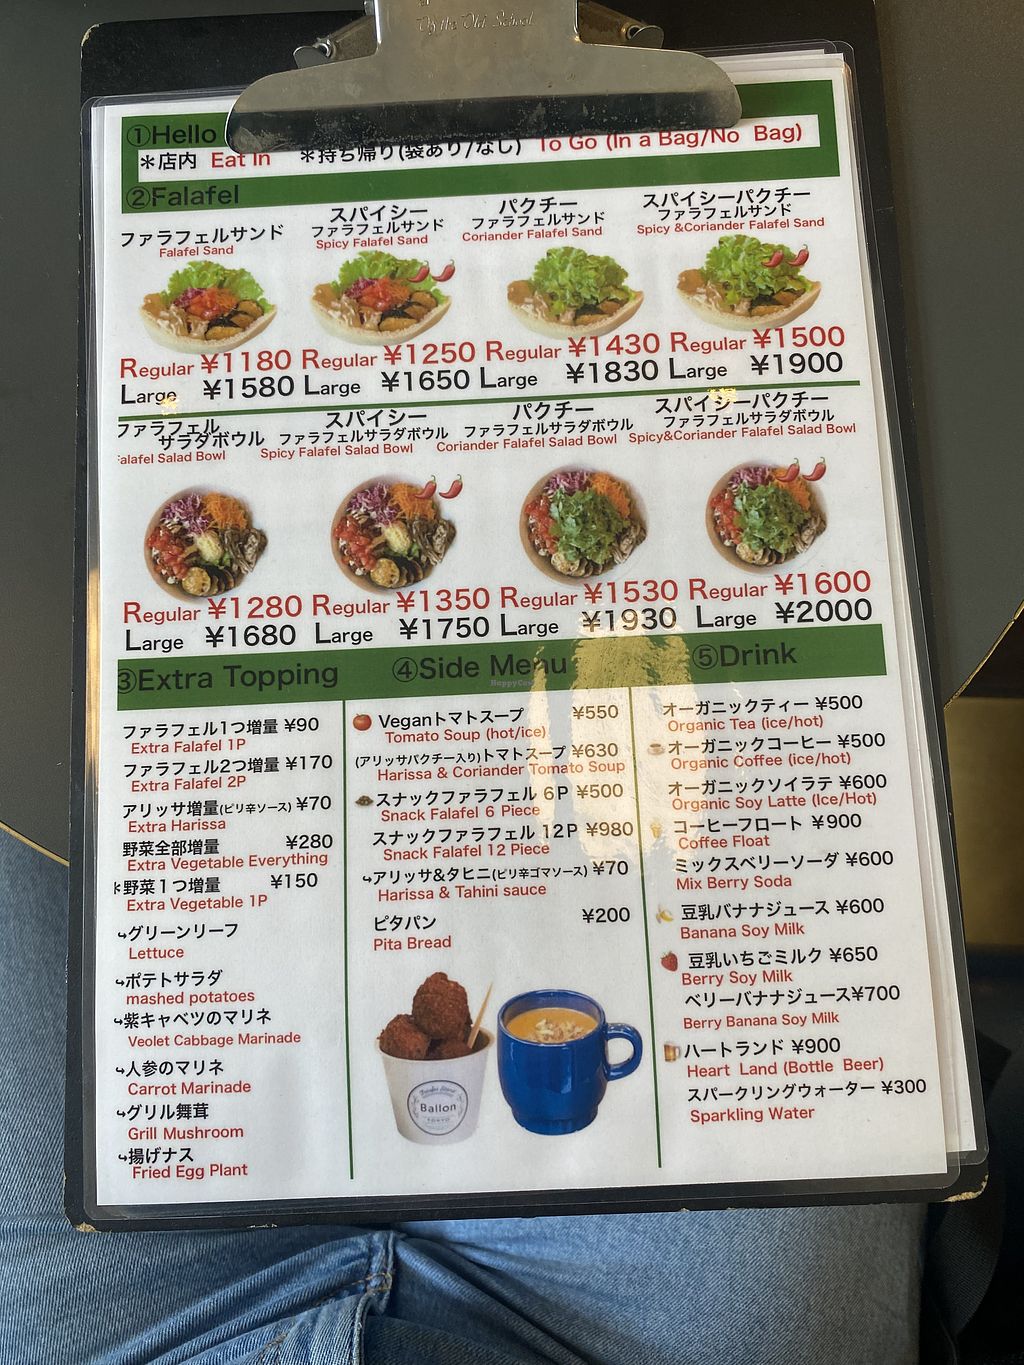 Of the Old School
①Hello
＊店内 Eat In ＊持ち帰り(袋あり/なし) To Go (In a Bag/No Bag)
②Falafel
ファラフェルサンド
Falafel Sand
Regular ¥1180
Large ¥1580
スパイシー
ファラフェルサンド
Spicy Falafel Sand
Regular ¥1250
Large ¥1650
パクチー
ファラフェルサンド
Coriander Falafel Sand
Regular ¥1430
Large ¥1830
スパイシーパクチー
ファラフェルサンド
Spicy &Coriander Falafel Sand
Regular ¥1500
Large ¥1900
ファラフェル
サラダボウル
Falafel Salad Bowl
Regular ¥1280
Large ¥1680
スパイシー
ファラフェルサラダボウル
Spicy Falafel Salad Bowl
Regular ¥1350
Large ¥1750
パクチー
ファラフェルサラダボウル
Coriander Falafel Salad Bowl
Regular ¥1530
Large ¥1930
スパイシーパクチー
ファラフェルサラダボウル
Spicy&Coriander Falafel Salad Bowl
Regular ¥1600
Large ¥2000
③Extra Topping
ファラフェル1つ増量 ¥90
Extra Falafel 1P
ファラフェル2つ増量 ¥170
Extra Falafel 2P
アリッサ増量(ピリ辛ソース) ¥70
Extra Harissa
野菜全部増量 ¥280
Extra Vegetable Everything
＊野菜１つ増量 ¥150
Extra Vegetable 1P
↪グリーンリーフ
Lettuce
↪ポテトサラダ
mashed potatoes
↪紫キャベツのマリネ
Veolet Cabbage Marinade
↪人参のマリネ
Carrot Marinade
↪グリル舞茸
Grill Mushroom
↪揚げナス
Fried Egg Plant
④Side Menu
Veganトマトスープ ¥550
Tomato Soup (hot/ice)
(アリッサパクチー入り)トマトスープ ¥630
Harissa & Coriander Tomato Soup
スナックファラフェル 6P ¥500
Snack Falafel 6 Piece
スナックファラフェル 12P ¥980
Snack Falafel 12 Piece
↪アリッサ&タヒニ(ピリ辛ゴマソース) ¥70
Harissa & Tahini sauce
ピタパン ¥200
Pita Bread
Ballon
TOKYO
⑤Drink
オーガニックティー ¥500
Organic Tea (ice/hot)
オーガニックコーヒー ¥500
Organic Coffee (ice/hot)
オーガニックソイラテ ¥600
Organic Soy Latte (Ice/Hot)
コーヒーフロート ¥900
Coffee Float
ミックスベリーソーダ ¥600
Mix Berry Soda
豆乳バナナジュース ¥600
Banana Soy Milk
豆乳いちごミルク ¥650
Berry Soy Milk
ベリーバナナジュース¥700
Berry Banana Soy Milk
ハートランド ¥900
Heart Land (Bottle Beer)
スパークリングウォーター ¥300
Sparkling Water
HappyCow